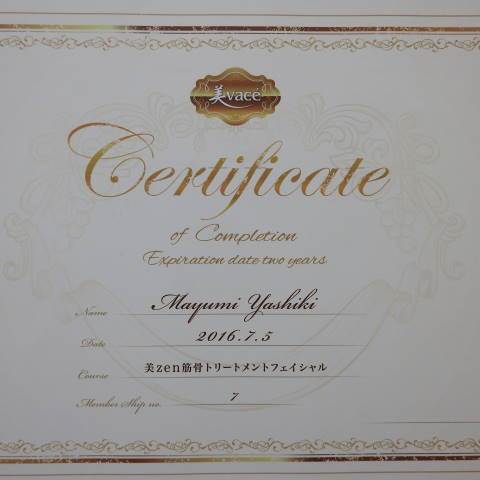 美vacé
Certificate
of Completion
Expiration date two years
Name Mayumi Yashiki
Date 2016.7.5
Course 美zen筋骨トリートメントフェイシャル
Member Ship no. 7